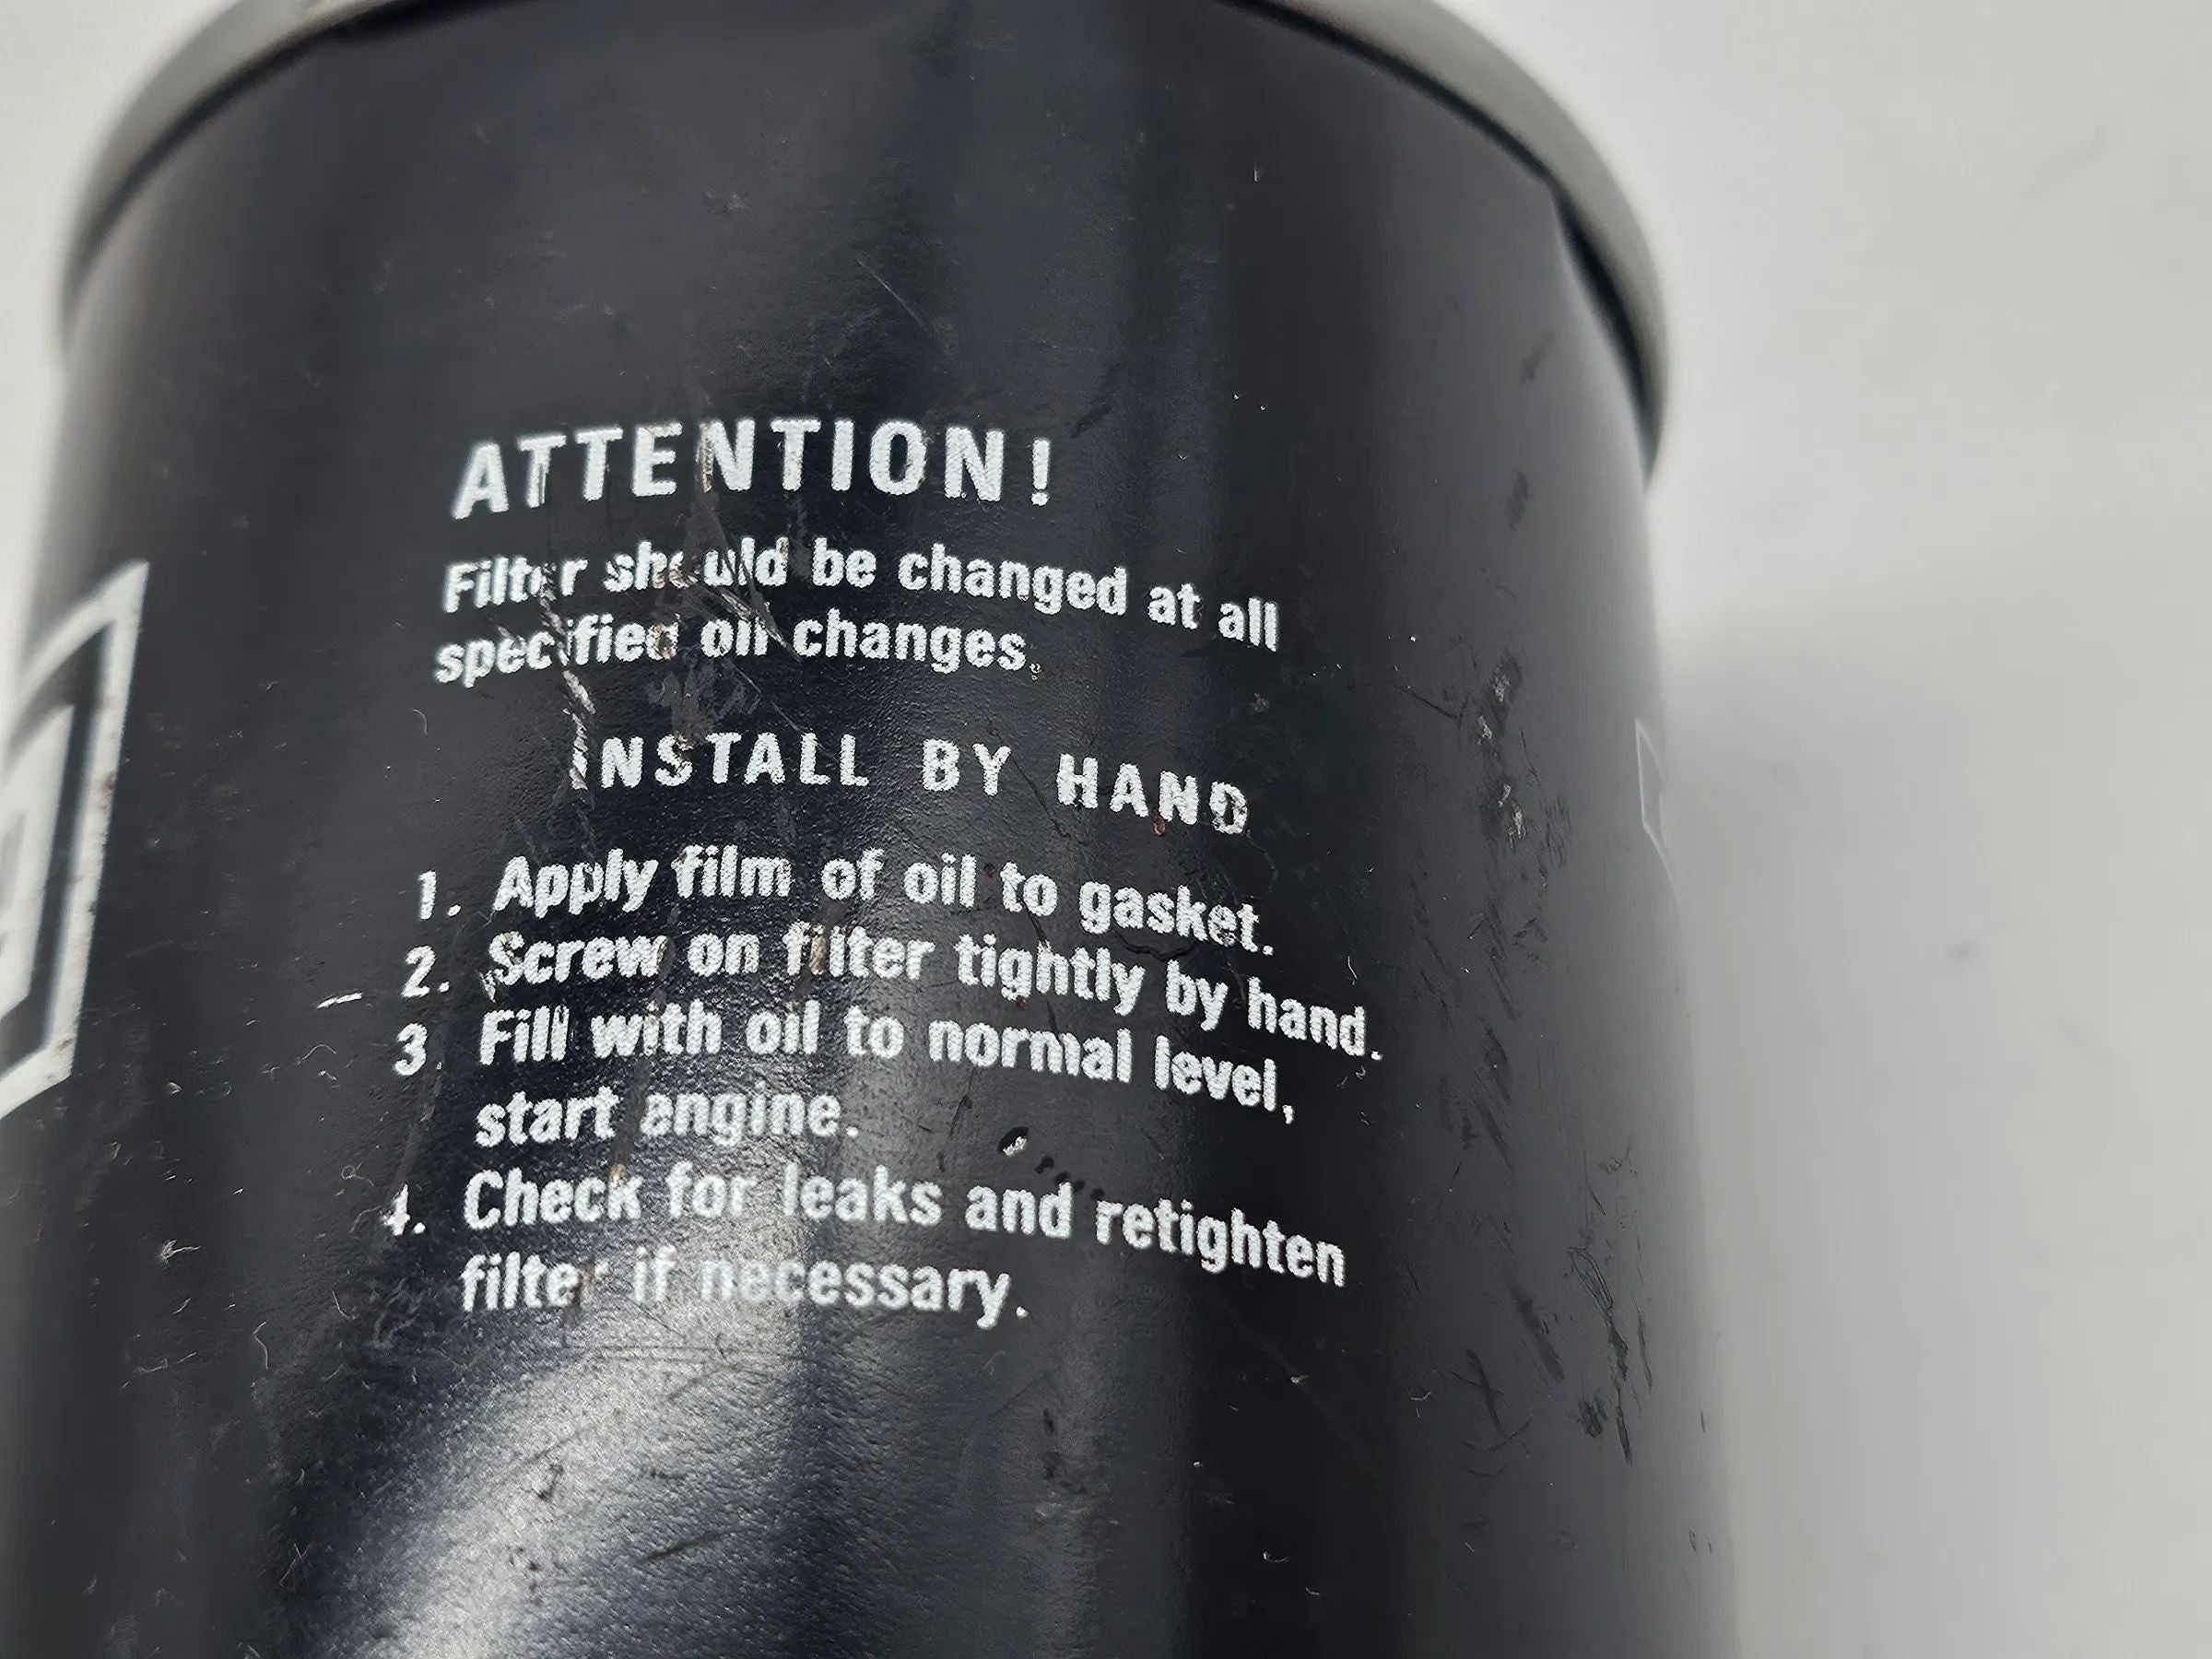 ATTENTION!
Filter should be changed at all
specified oil changes.
INSTALL BY HAND
1. Apply film of oil to gasket.
2. Screw on filter tightly by hand.
3. Fill with oil to normal level,
start engine.
4. Check for leaks and retighten
filter if necessary.